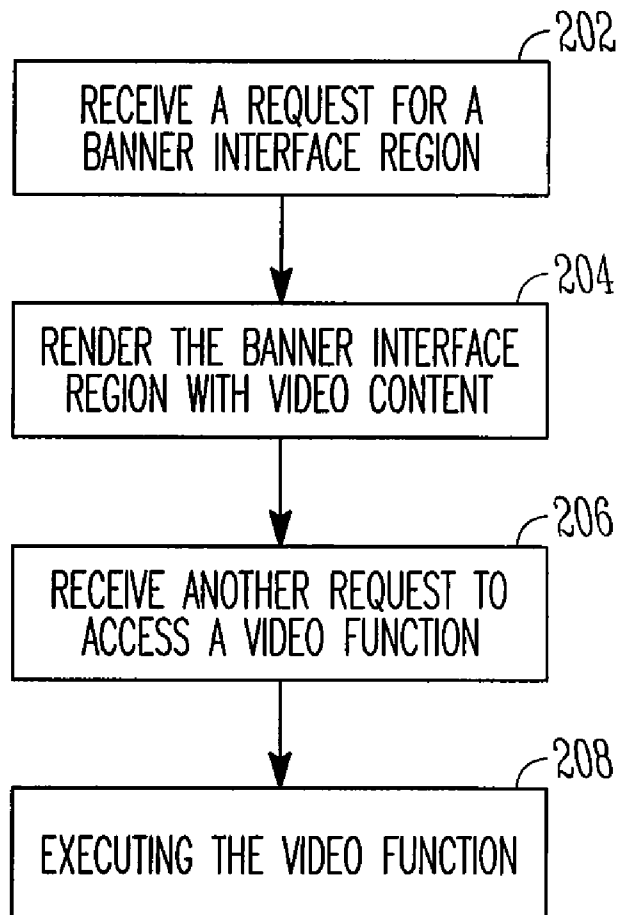 202
RECEIVE A REQUEST FOR A
BANNER INTERFACE REGION
204
RENDER THE BANNER INTERFACE
REGION WITH VIDEO CONTENT
206
RECEIVE ANOTHER REQUEST TO
ACCESS A VIDEO FUNCTION
208
EXECUTING THE VIDEO FUNCTION